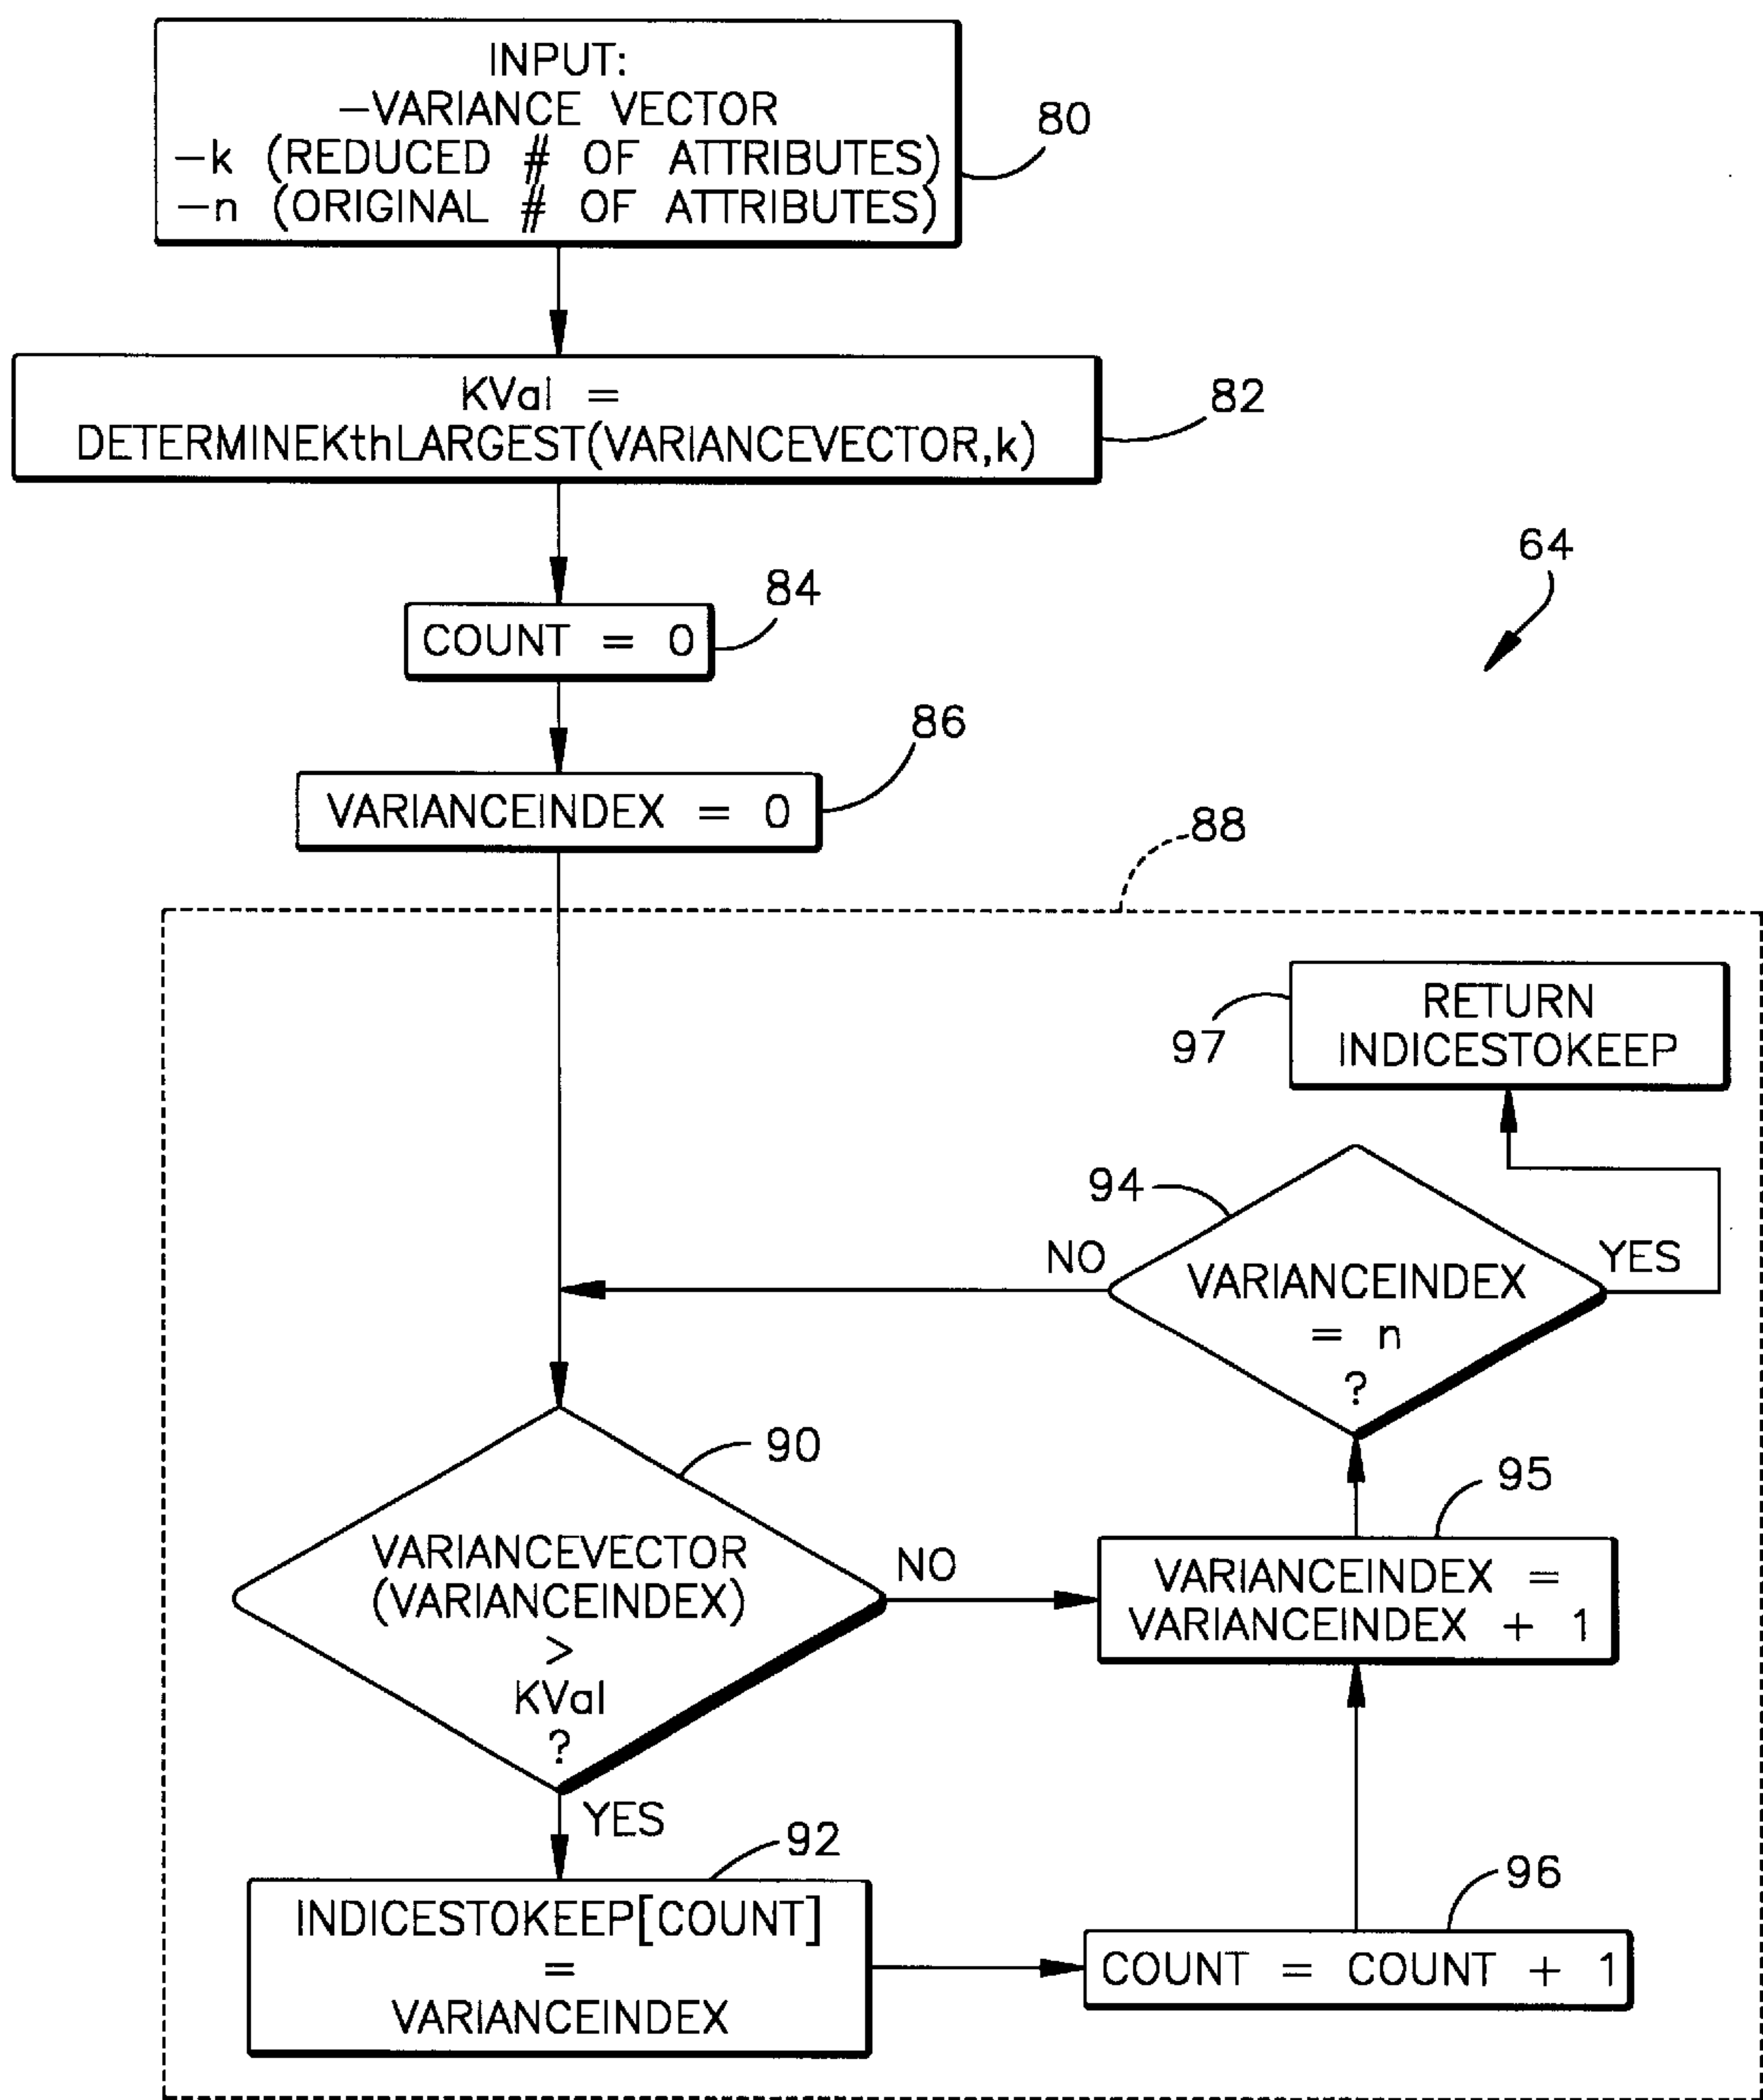 INPUT:
-VARIANCE VECTOR
-k (REDUCED # OF ATTRIBUTES)
-n (ORIGINAL # OF ATTRIBUTES)
80
KVal =
DETERMINEKthLARGEST(VARIANCEVECTOR,k)
82
64
84
COUNT = 0
86
VARIANCEINDEX = 0
88
RETURN
INDICESTOKEEP
97
94
NO
YES
VARIANCEINDEX
= n
?
90
VARIANCEVECTOR
(VARIANCEINDEX)
>
KVal
?
NO
95
VARIANCEINDEX =
VARIANCEINDEX + 1
YES
92
INDICESTOKEEP[COUNT]
=
VARIANCEINDEX
96
COUNT = COUNT + 1